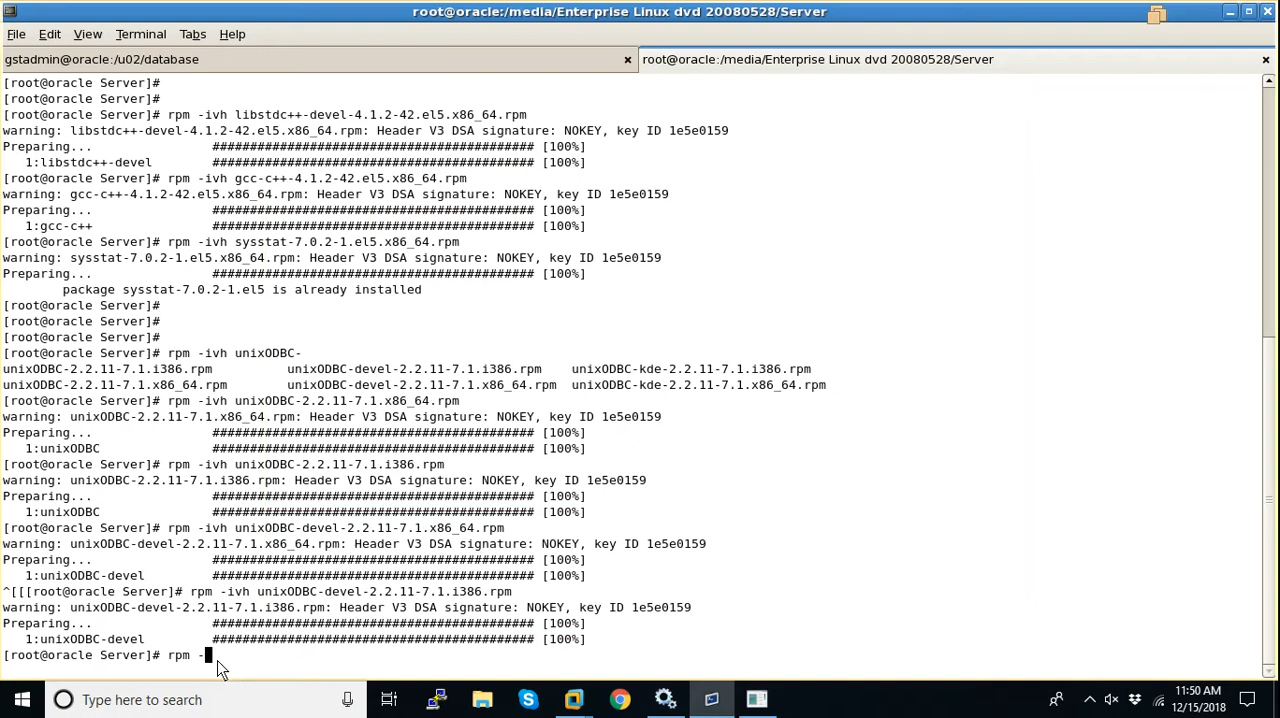 root@oracle:/media/Enterprise Linux dvd 20080528/Server
File Edit View Terminal Tabs Help
gstadmin@oracle:/u02/database
root@oracle:/media/Enterprise Linux dvd 20080528/Server
[root@oracle Server]#
[root@oracle Server]#
[root@oracle Server]# rpm -ivh libstdc++-devel-4.1.2-42.el5.x86_64.rpm
warning: libstdc++-devel-4.1.2-42.el5.x86_64.rpm: Header V3 DSA signature: NOKEY, key ID 1e5e0159
Preparing... ########################################### [100%]
1:libstdc++-devel ########################################### [100%]
[root@oracle Server]# rpm -ivh gcc-c++-4.1.2-42.el5.x86_64.rpm
warning: gcc-c++-4.1.2-42.el5.x86_64.rpm: Header V3 DSA signature: NOKEY, key ID 1e5e0159
Preparing... ########################################### [100%]
1:gcc-c++ ########################################### [100%]
[root@oracle Server]# rpm -ivh sysstat-7.0.2-1.el5.x86_64.rpm
warning: sysstat-7.0.2-1.el5.x86_64.rpm: Header V3 DSA signature: NOKEY, key ID 1e5e0159
Preparing... ########################################### [100%]
package sysstat-7.0.2-1.el5 is already installed
[root@oracle Server]#
[root@oracle Server]#
[root@oracle Server]#
[root@oracle Server]# rpm -ivh unixODBC-
unixODBC-2.2.11-7.1.i386.rpm unixODBC-devel-2.2.11-7.1.i386.rpm unixODBC-kde-2.2.11-7.1.i386.rpm
unixODBC-2.2.11-7.1.x86_64.rpm unixODBC-devel-2.2.11-7.1.x86_64.rpm unixODBC-kde-2.2.11-7.1.x86_64.rpm
[root@oracle Server]# rpm -ivh unixODBC-2.2.11-7.1.x86_64.rpm
warning: unixODBC-2.2.11-7.1.x86_64.rpm: Header V3 DSA signature: NOKEY, key ID 1e5e0159
Preparing... ########################################### [100%]
1:unixODBC ########################################### [100%]
[root@oracle Server]# rpm -ivh unixODBC-2.2.11-7.1.i386.rpm
warning: unixODBC-2.2.11-7.1.i386.rpm: Header V3 DSA signature: NOKEY, key ID 1e5e0159
Preparing... ########################################### [100%]
1:unixODBC ########################################### [100%]
[root@oracle Server]# rpm -ivh unixODBC-devel-2.2.11-7.1.x86_64.rpm
warning: unixODBC-devel-2.2.11-7.1.x86_64.rpm: Header V3 DSA signature: NOKEY, key ID 1e5e0159
Preparing... ########################################### [100%]
1:unixODBC-devel ########################################### [100%]
^[[[root@oracle Server]# rpm -ivh unixODBC-devel-2.2.11-7.1.i386.rpm
warning: unixODBC-devel-2.2.11-7.1.i386.rpm: Header V3 DSA signature: NOKEY, key ID 1e5e0159
Preparing... ########################################### [100%]
1:unixODBC-devel ########################################### [100%]
[root@oracle Server]# rpm -
Type here to search
11:50 AM
12/15/2018